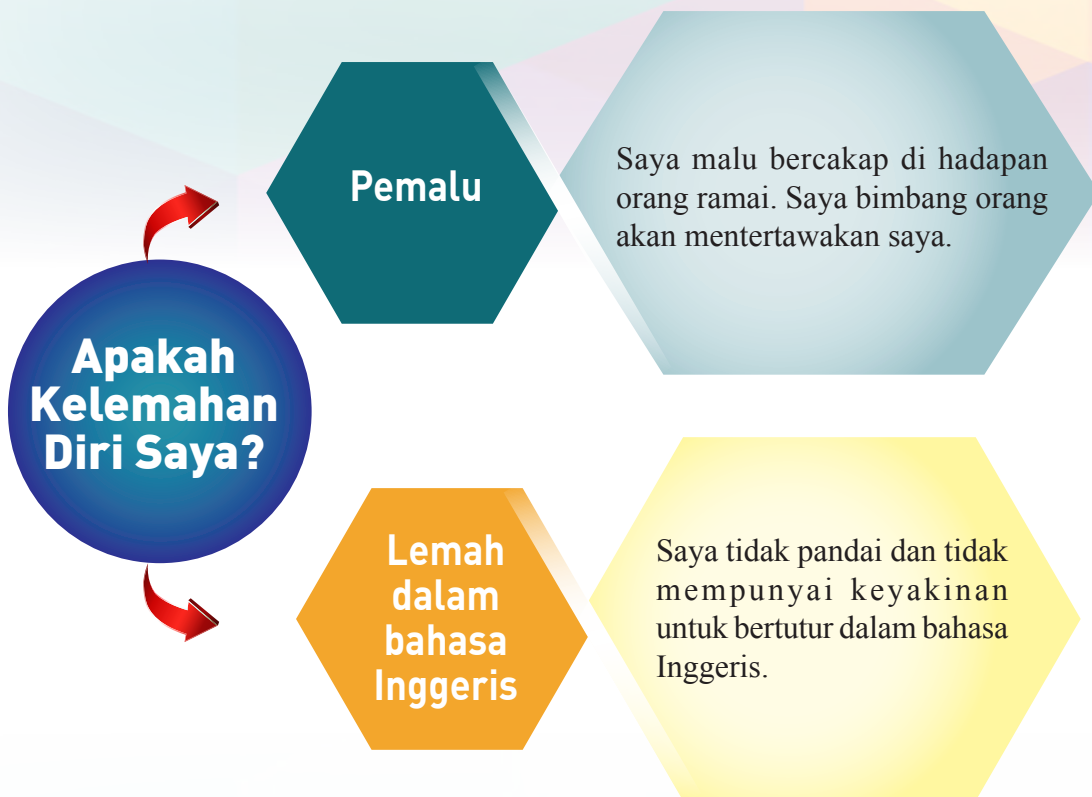 Apakah
Kelemahan
Diri Saya?
Pemalu
Saya malu bercakap di hadapan
orang ramai. Saya bimbang orang
akan mentertawakan saya.
Lemah
dalam
bahasa
Inggeris
Saya tidak pandai dan tidak
mempunyai keyakinan
untuk bertutur dalam bahasa
Inggeris.